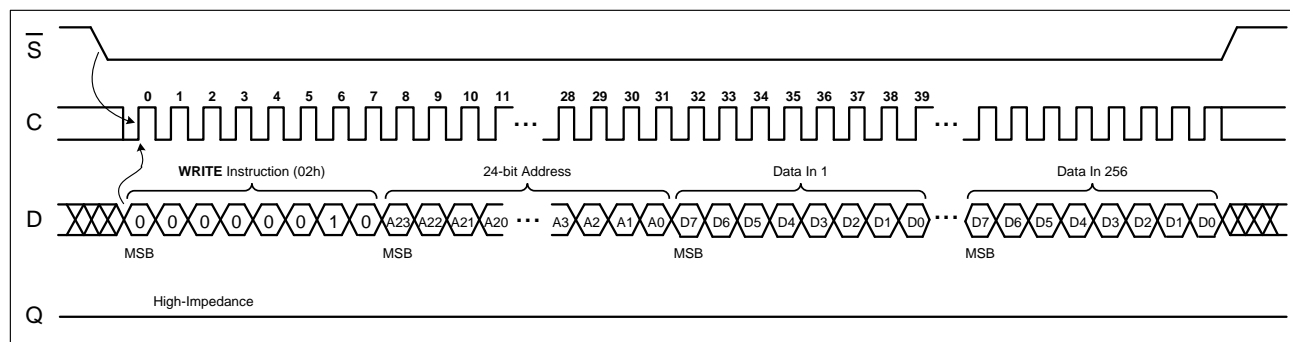 S
C
0 1 2 3 4 5 6 7 8 9 10 11 ... 28 29 30 31 32 33 34 35 36 37 38 39 ...
WRITE Instruction (02h) 24-bit Address Data In 1 Data In 256
D
0 0 0 0 0 0 1 0 A23 A22 A21 A20 ... A3 A2 A1 A0 D7 D6 D5 D4 D3 D2 D1 D0 ... D7 D6 D5 D4 D3 D2 D1 D0
MSB MSB MSB MSB
High-Impedance
Q